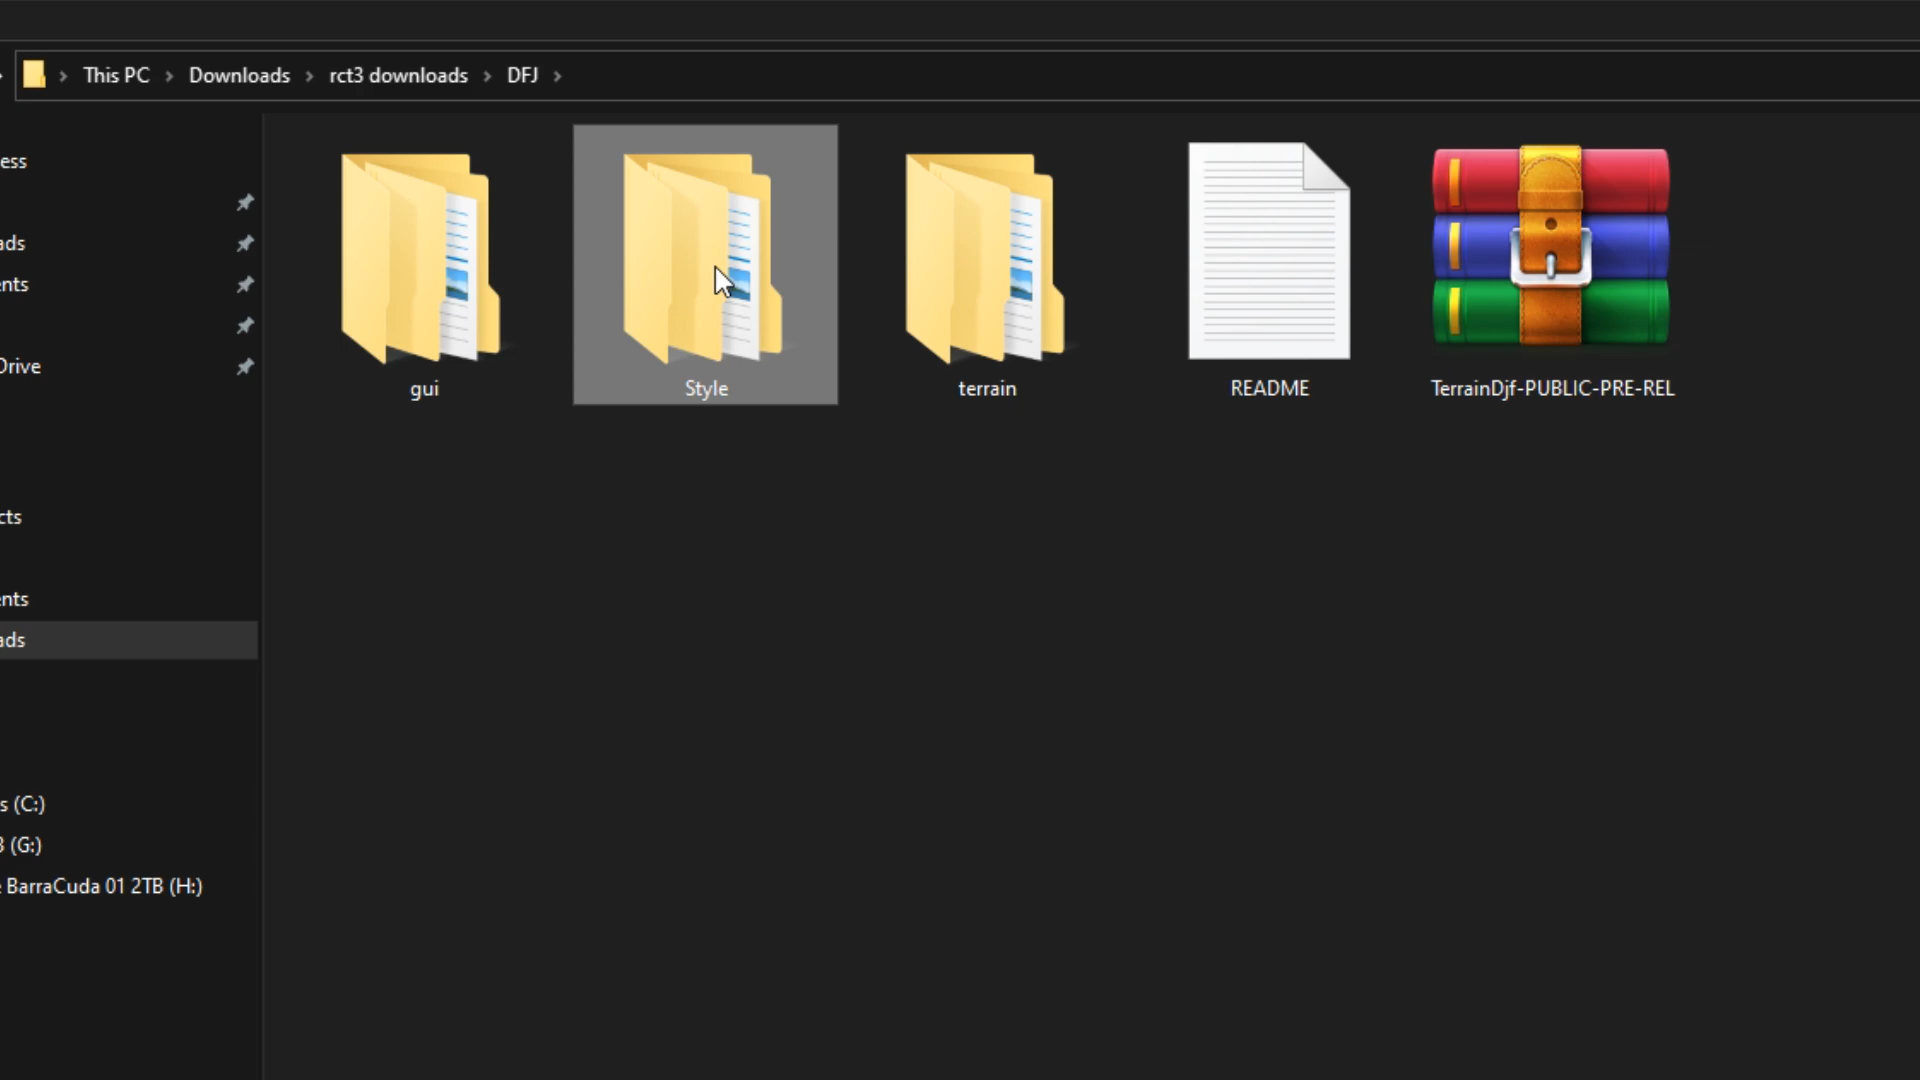 This PC > Downloads > rct3 downloads > DFJ >
ess
ads
ents
Drive
cts
ents
ads
s (C:)
3 (G:)
BarraCuda 01 2TB (H:)
gui
Style
terrain
README
TerrainDjf-PUBLIC-PRE-REL